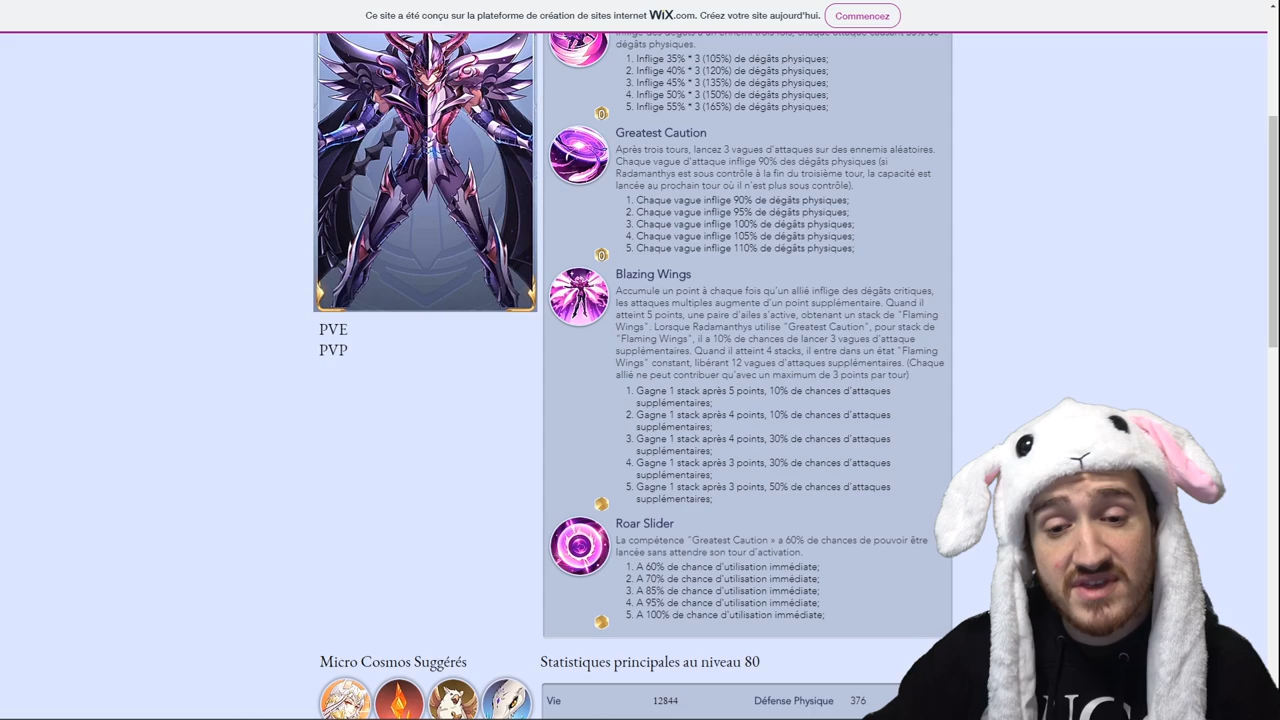 Ce site a été conçu sur la plateforme de création de sites internet WiX.com. Créez votre site aujourd'hui. Commencez
dégâts physiques.
1. Inflige 35% * 3 (105%) de dégâts physiques;
2. Inflige 40% * 3 (120%) de dégâts physiques;
3. Inflige 45% * 3 (135%) de dégâts physiques;
4. Inflige 50% * 3 (150%) de dégâts physiques;
5. Inflige 55% * 3 (165%) de dégâts physiques;
0
Greatest Caution
Après trois tours, lancez 3 vagues d'attaques sur des ennemis aléatoires.
Chaque vague d'attaque inflige 90% des dégâts physiques (si
Radamanthys est sous contrôle à la fin du troisième tour, la capacité est
lancée au prochain tour où il n'est plus sous contrôle).
1. Chaque vague inflige 90% de dégâts physiques;
2. Chaque vague inflige 95% de dégâts physiques;
3. Chaque vague inflige 100% de dégâts physiques;
4. Chaque vague inflige 105% de dégâts physiques;
5. Chaque vague inflige 110% de dégâts physiques;
0
Blazing Wings
Accumule un point à chaque fois qu'un allié inflige des dégâts critiques,
les attaques multiples augmente d'un point supplémentaire. Quand il
atteint 5 points, une paire d'ailes s'active, obtenant un stack de "Flaming
Wings". Lorsque Radamanthys utilise "Greatest Caution", pour stack de
"Flaming Wings", il a 10% de chances de lancer 3 vagues d'attaque
supplémentaires. Quand il atteint 4 stacks, il entre dans un état "Flaming
Wings" constant, libérant 12 vagues d'attaques supplémentaires. (Chaque
allié ne peut contribuer qu'avec un maximum de 3 points par tour)
1. Gagne 1 stack après 5 points, 10% de chances d'attaques
supplémentaires;
2. Gagne 1 stack après 4 points, 10% de chances d'attaques
supplémentaires;
3. Gagne 1 stack après 4 points, 30% de chances d'attaques
supplémentaires;
4. Gagne 1 stack après 3 points, 30% de chances d'attaques
supplémentaires;
5. Gagne 1 stack après 3 points, 50% de chances d'attaques
supplémentaires;
Roar Slider
La compétence "Greatest Caution » a 60% de chances de pouvoir être
lancée sans attendre son tour d'activation.
1. A 60% de chance d'utilisation immédiate;
2. A 70% de chance d'utilisation immédiate;
3. A 85% de chance d'utilisation immédiate;
4. A 95% de chance d'utilisation immédiate;
5. A 100% de chance d'utilisation immédiate;
PVE
PVP
Micro Cosmos Suggérés
Statistiques principales au niveau 80
Vie 12844 Défense Physique 376